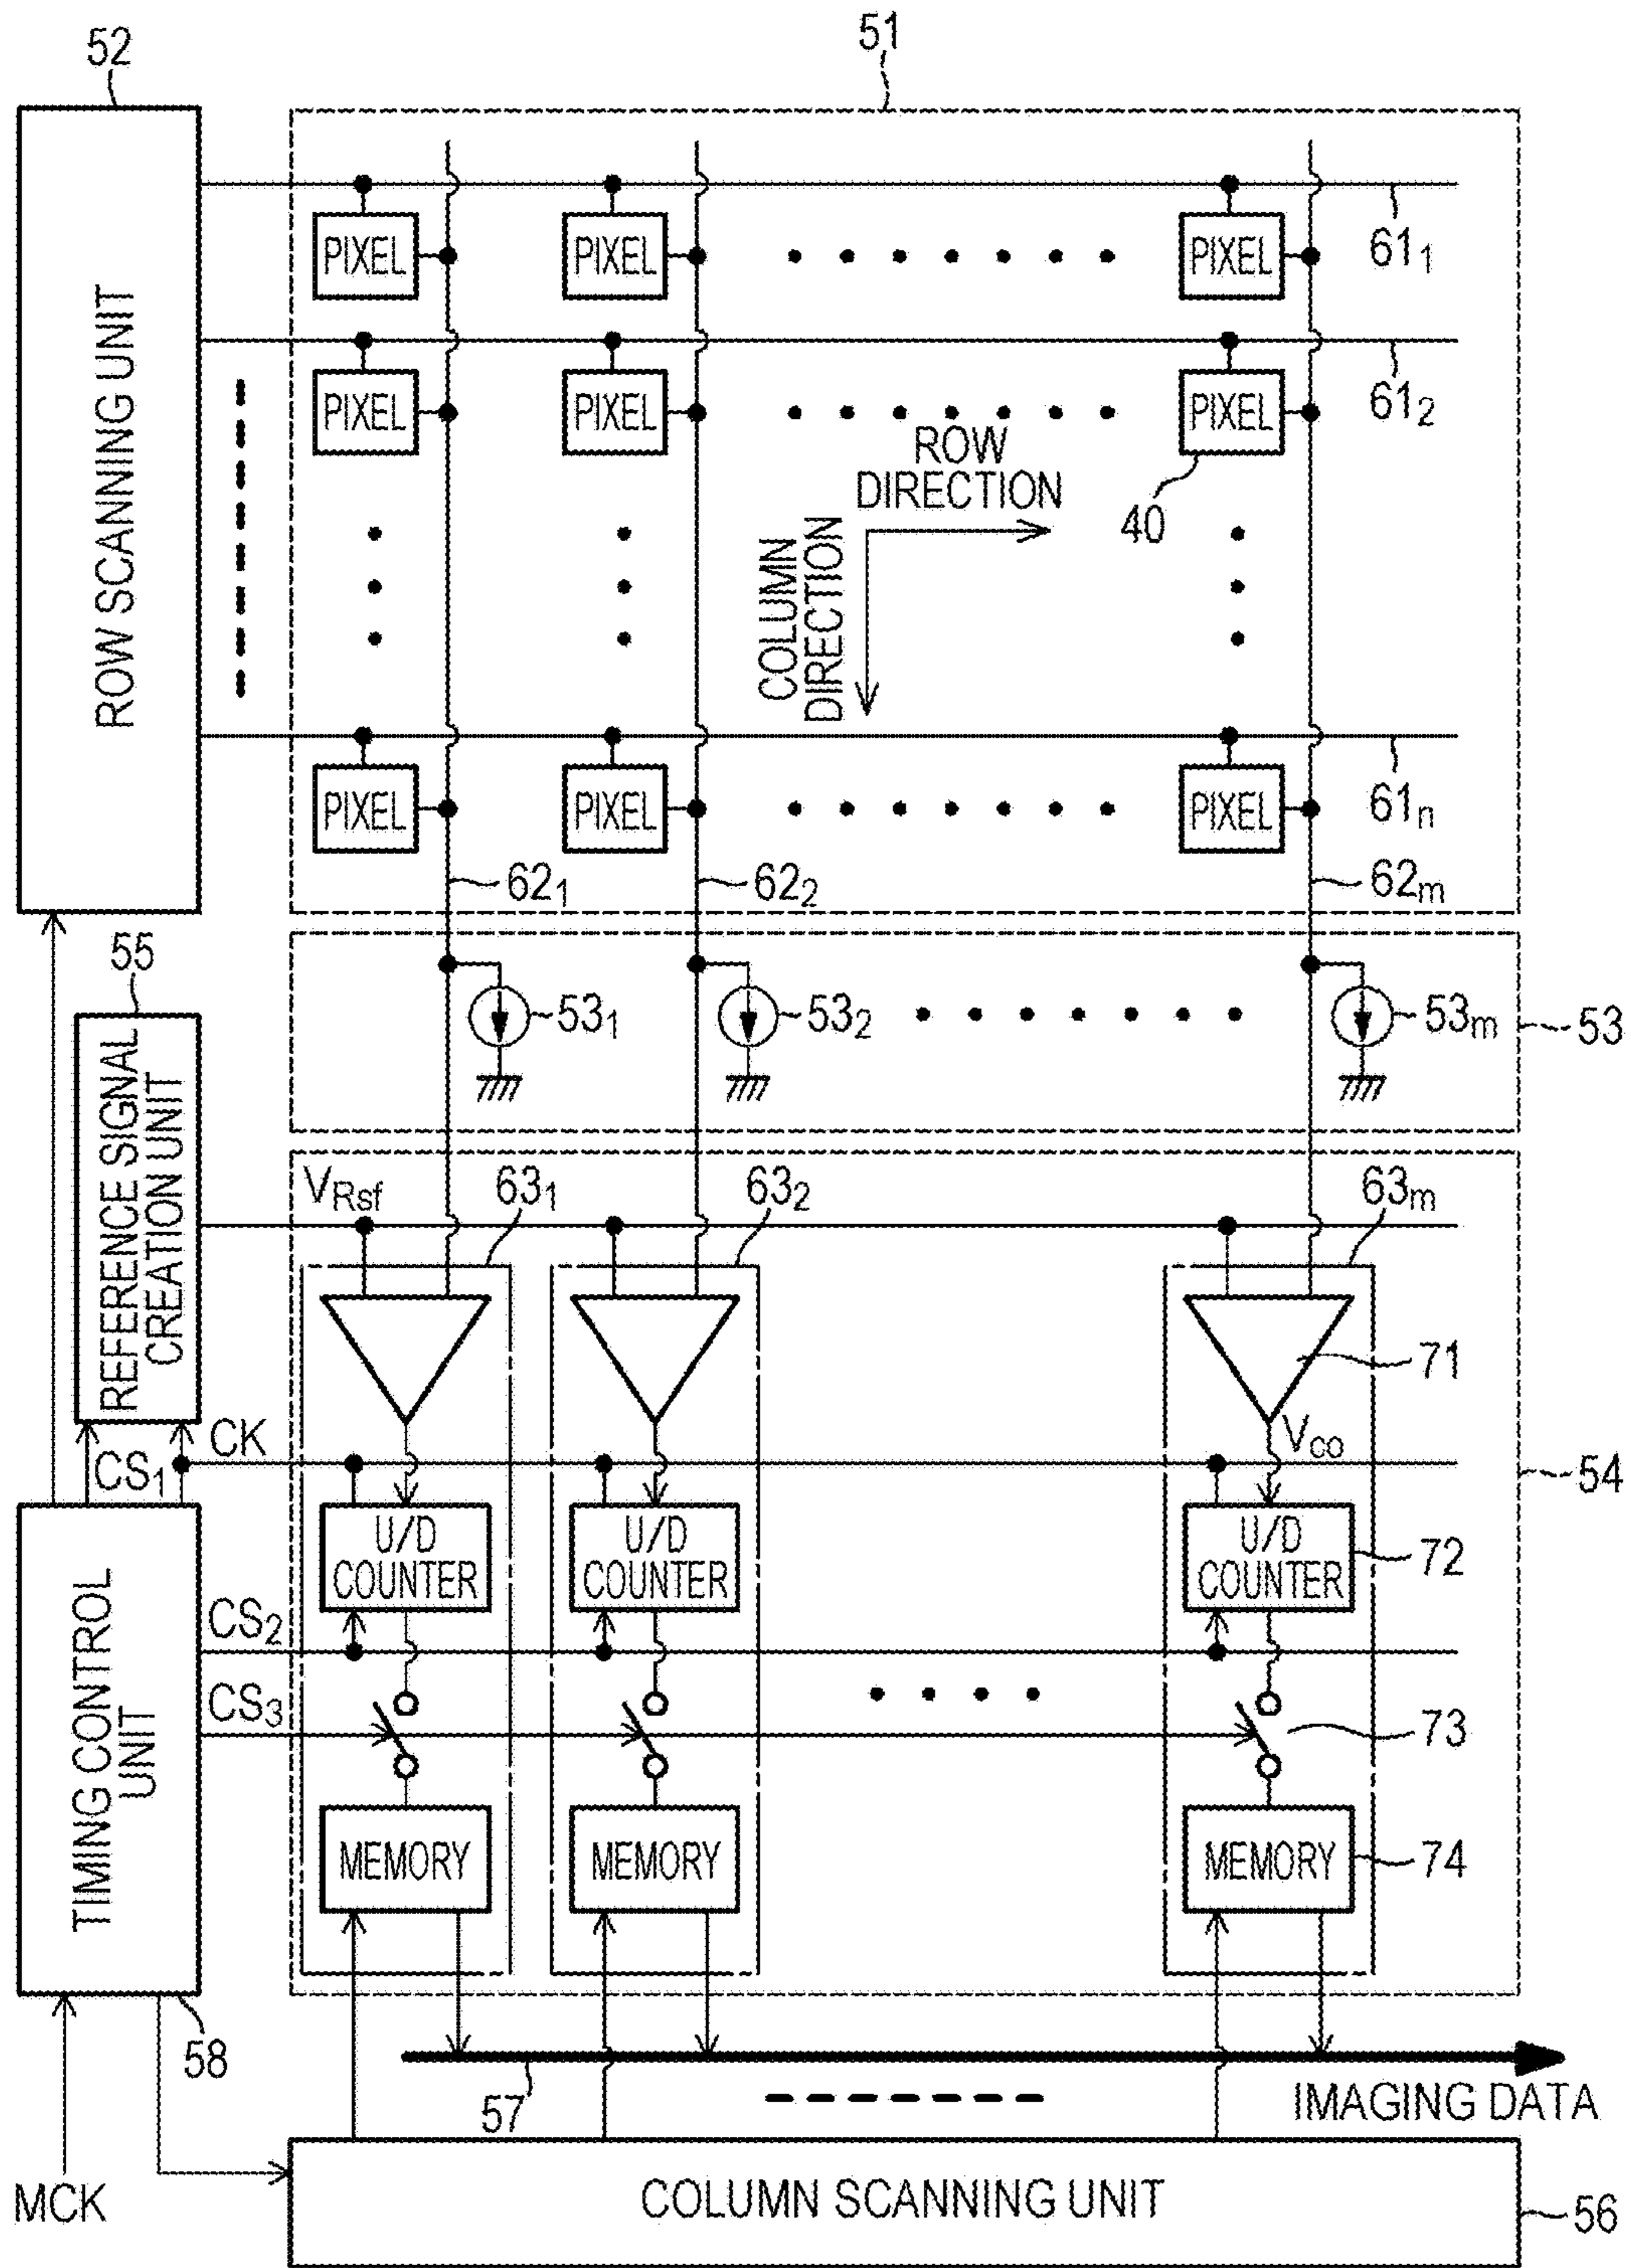 52
51
ROW SCANNING UNIT
PIXEL PIXEL PIXEL 61₁
PIXEL PIXEL PIXEL 61₂
ROW
DIRECTION
40
COLUMN
DIRECTION
PIXEL PIXEL PIXEL 61ₙ
62₁ 62₂ 62ₘ
55
53₁ 53₂ 53ₘ 53
REFERENCE SIGNAL
CREATION UNIT
V_Rsf 63₁ 63₂ 63ₘ
71
CK
CS₁
V_co
54
U/D
COUNTER
U/D
COUNTER
U/D
COUNTER
72
TIMING CONTROL
UNIT
CS₂
CS₃
73
MEMORY MEMORY MEMORY 74
58
57
IMAGING DATA
MCK
COLUMN SCANNING UNIT
56